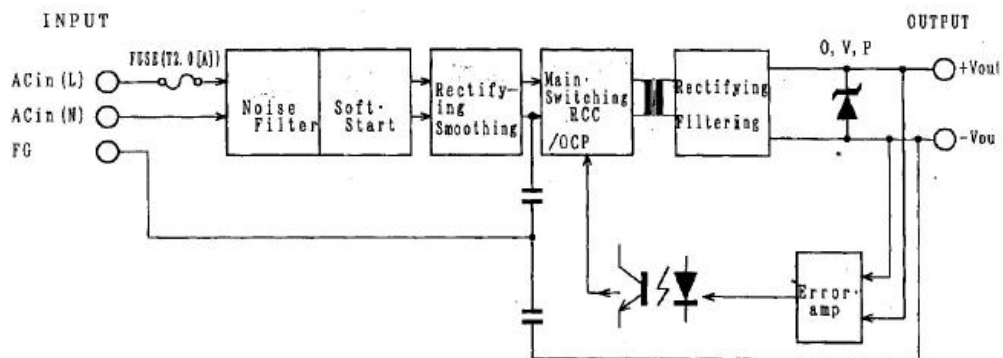 INPUT
OUTPUT
FUSE(T2.0[A])
O,V,P
ACin(L)
ACin(N)
FG
Noise
Filter
Soft-
Start
Rectify-
ing
Smoothing
Main-
Switching
RCC
/OCP
Rectifying
Filtering
+Vout
-Vou
Error-
amp